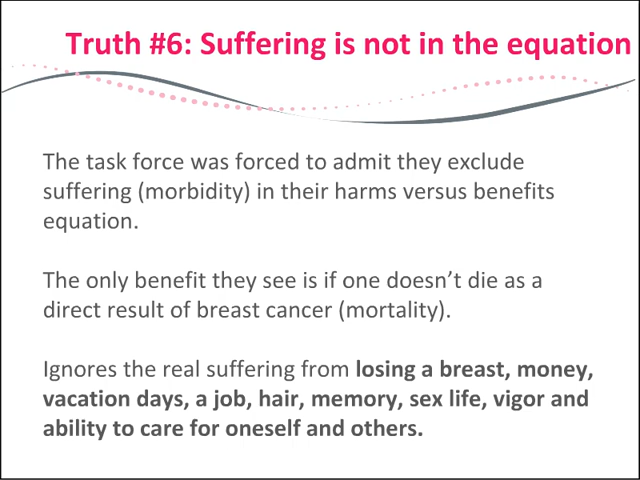 Truth #6: Suffering is not in the equation
The task force was forced to admit they exclude
suffering (morbidity) in their harms versus benefits
equation.
The only benefit they see is if one doesn’t die as a
direct result of breast cancer (mortality).
Ignores the real suffering from losing a breast, money,
vacation days, a job, hair, memory, sex life, vigor and
ability to care for oneself and others.